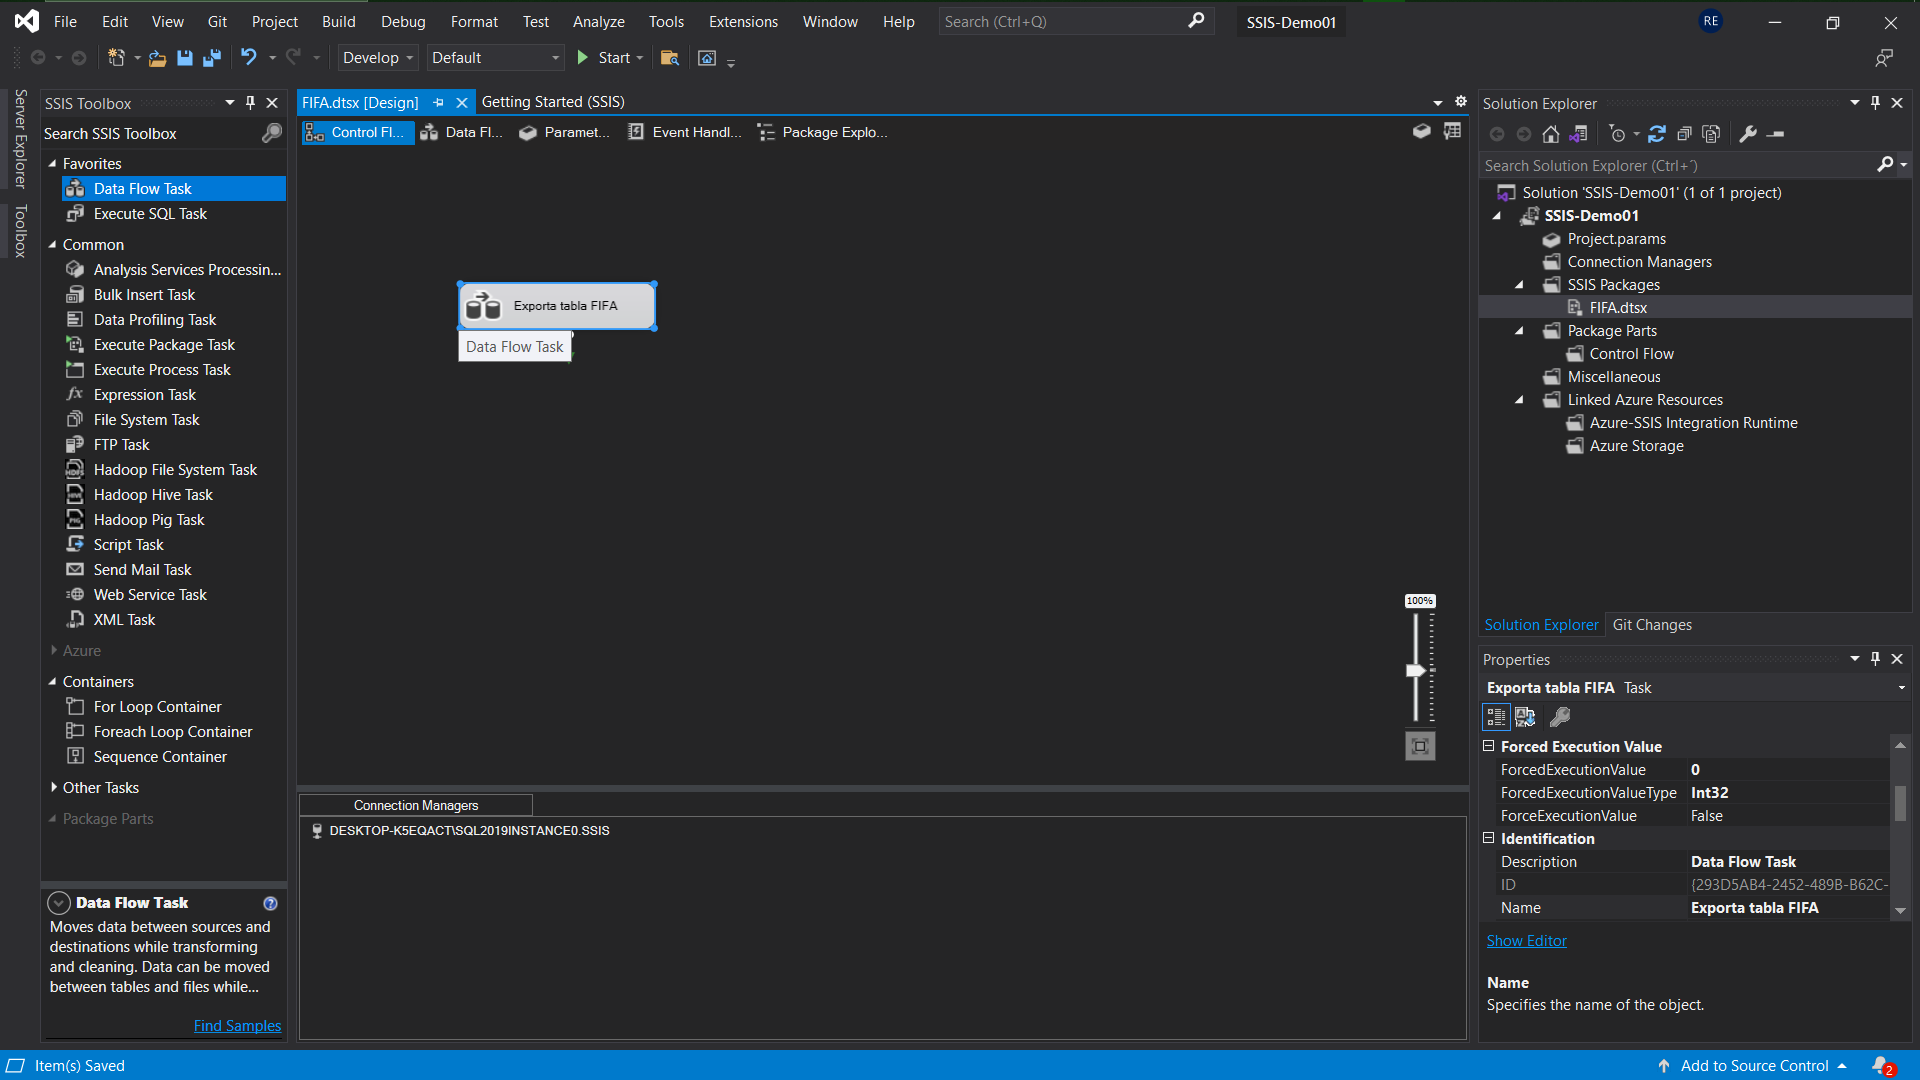 File Edit View Git Project Build Debug Format Test Analyze Tools Extensions Window Help Search (Ctrl+Q) SSIS-Demo01 RE
Develop Default Start
Server Explorer
Toolbox
SSIS Toolbox
Search SSIS Toolbox
Favorites
Data Flow Task
Execute SQL Task
Common
Analysis Services Processin...
Bulk Insert Task
Data Profiling Task
Execute Package Task
Execute Process Task
Expression Task
File System Task
FTP Task
Hadoop File System Task
Hadoop Hive Task
Hadoop Pig Task
Script Task
Send Mail Task
Web Service Task
XML Task
Azure
Containers
For Loop Container
Foreach Loop Container
Sequence Container
Other Tasks
Package Parts
Data Flow Task
Moves data between sources and
destinations while transforming
and cleaning. Data can be moved
between tables and files while...
Find Samples
FIFA.dtsx [Design] Getting Started (SSIS)
Control Fl... Data Fl... Paramet... Event Handl... Package Explo...
Exporta tabla FIFA
Data Flow Task
100%
Connection Managers
DESKTOP-K5EQACT\SQL2019INSTANCE0.SSIS
Solution Explorer
Search Solution Explorer (Ctrl+´)
Solution 'SSIS-Demo01' (1 of 1 project)
SSIS-Demo01
Project.params
Connection Managers
SSIS Packages
FIFA.dtsx
Package Parts
Control Flow
Miscellaneous
Linked Azure Resources
Azure-SSIS Integration Runtime
Azure Storage
Solution Explorer Git Changes
Properties
Exporta tabla FIFA Task
Forced Execution Value
ForcedExecutionValue 0
ForcedExecutionValueType Int32
ForceExecutionValue False
Identification
Description Data Flow Task
ID {293D5AB4-2452-489B-B62C-
Name Exporta tabla FIFA
Show Editor
Name
Specifies the name of the object.
Item(s) Saved Add to Source Control 2